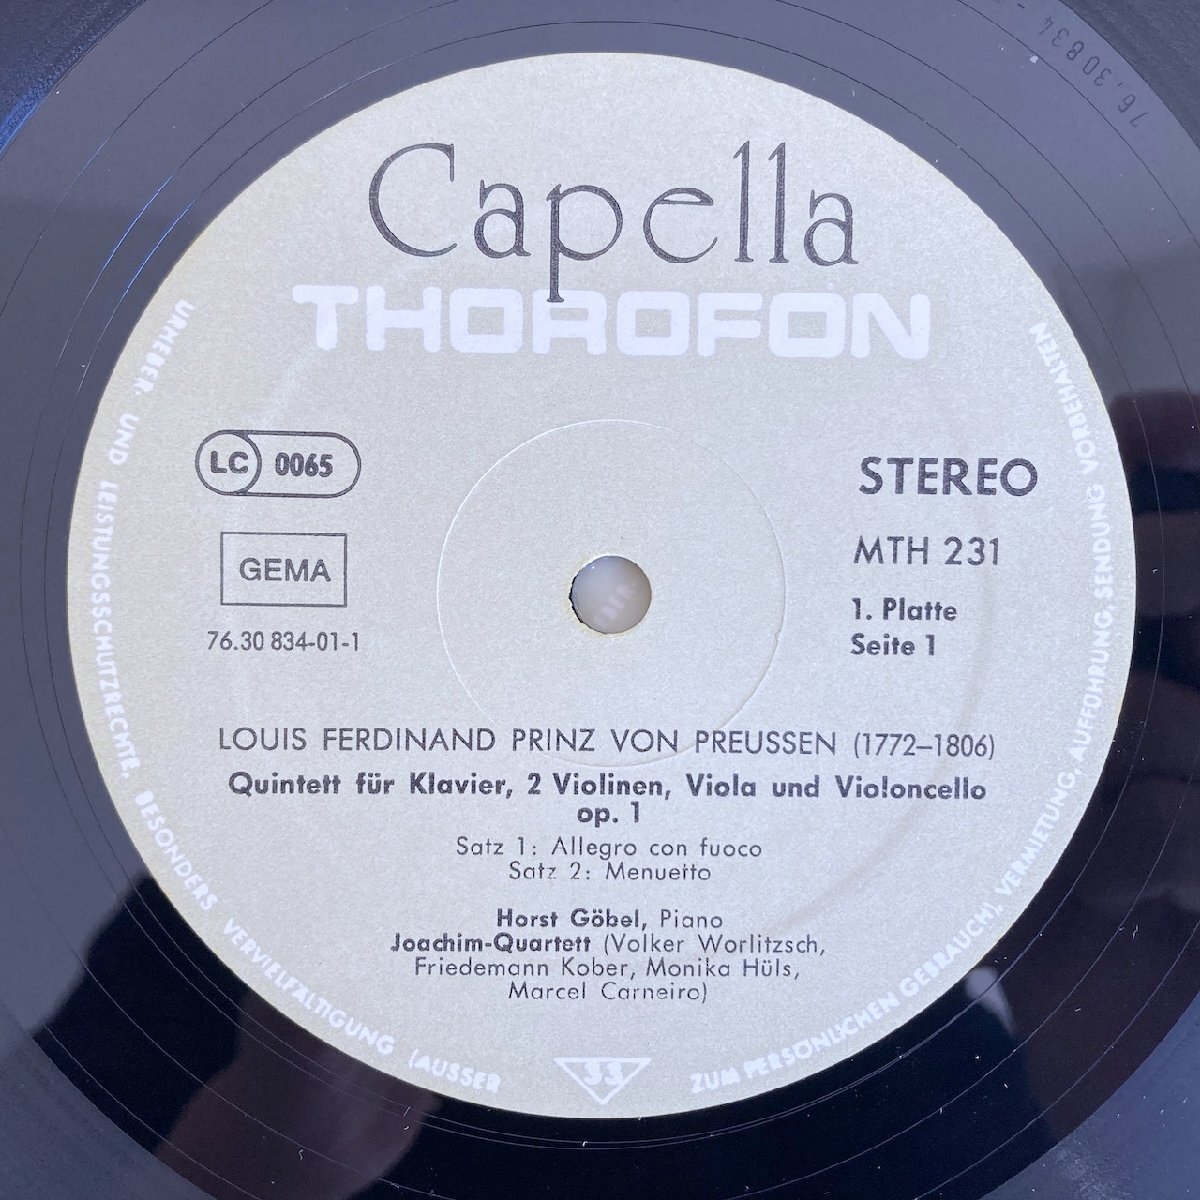 Capella
THOROFON
LC 0065
GEMA
76.30 834-01-1
STEREO
MTH 231
1. Platte
Seite 1
LOUIS FERDINAND PRINZ VON PREUSSEN (1772–1806)
Quintett für Klavier, 2 Violinen, Viola und Violoncello
op. 1
Satz 1: Allegro con fuoco
Satz 2: Menuetto
Horst Göbel, Piano
Joachim-Quartett (Volker Worlitzsch,
Friedemann Kober, Monika Hüls,
Marcel Carneiro)
33
URHEBER- UND LEISTUNGSSCHUTZRECHTE, BESONDERS VERVIELFÄLTIGUNG (AUSSER ZUM PERSÖNLICHEN GEBRAUCH), VERMIETUNG, AUFFÜHRUNG, SENDUNG VORBEHALTEN
76.30834